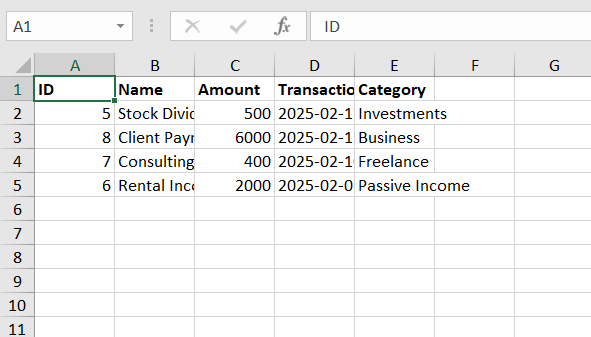 A1 fx ID
A B C D E F G
1 ID Name Amount Transactio Category
2 5 Stock Divid 500 2025-02-1 Investments
3 8 Client Payr 6000 2025-02-1 Business
4 7 Consulting 400 2025-02-1 Freelance
5 6 Rental Inco 2000 2025-02-0 Passive Income
6
7
8
9
10
11